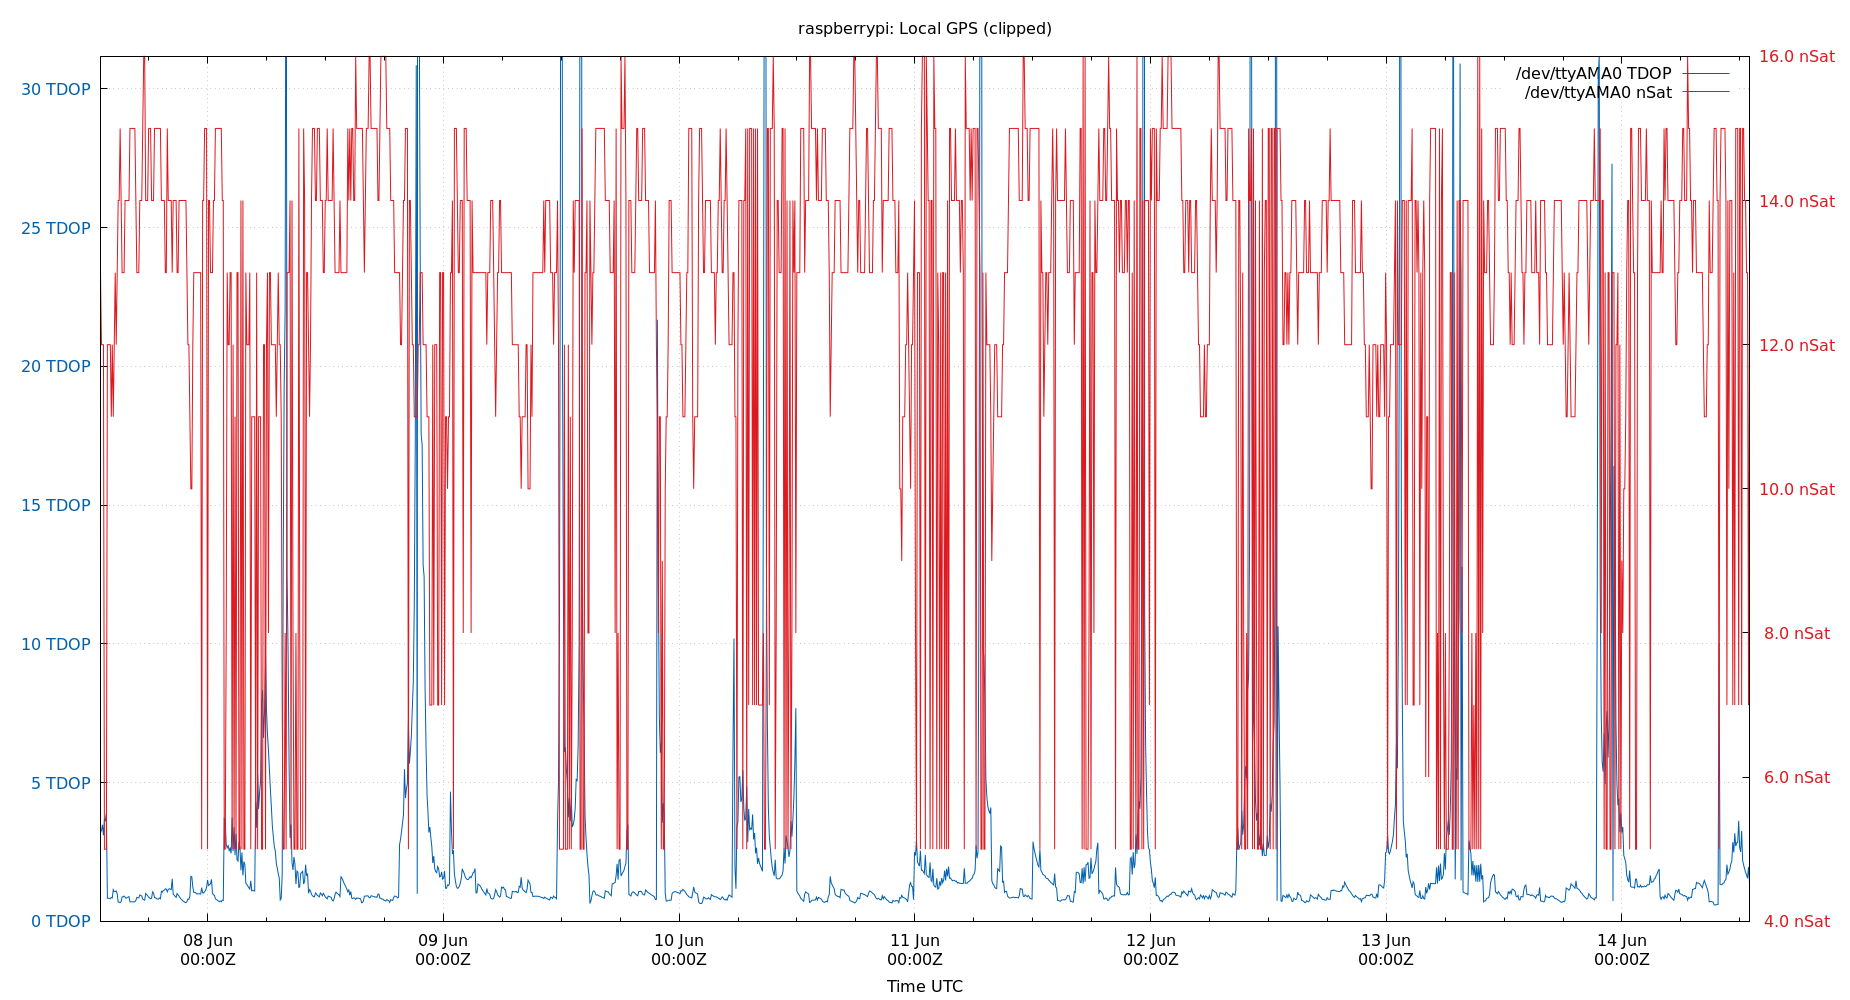 raspberrypi: Local GPS (clipped)
/dev/ttyAMA0 TDOP
/dev/ttyAMA0 nSat
30 TDOP
25 TDOP
20 TDOP
15 TDOP
10 TDOP
5 TDOP
0 TDOP
16.0 nSat
14.0 nSat
12.0 nSat
10.0 nSat
8.0 nSat
6.0 nSat
4.0 nSat
08 Jun
00:00Z
09 Jun
00:00Z
10 Jun
00:00Z
11 Jun
00:00Z
12 Jun
00:00Z
13 Jun
00:00Z
14 Jun
00:00Z
Time UTC